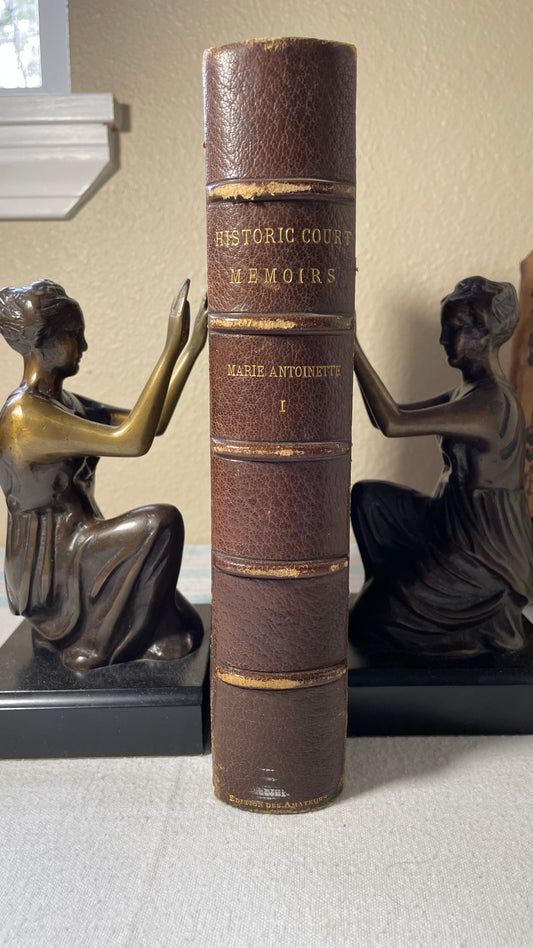 HISTORIC COURT
MEMOIRS
MARIE ANTOINETTE
I
EDITION DES AMATEURS